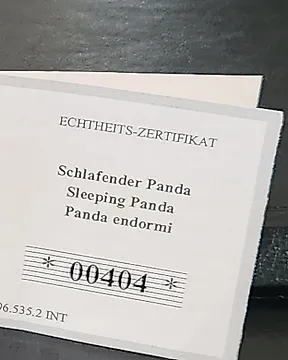 ECHTHEITS-ZERTIFIKAT
Schlafender Panda
Sleeping Panda
Panda endormi
* 00404 *
96.535.2 INT